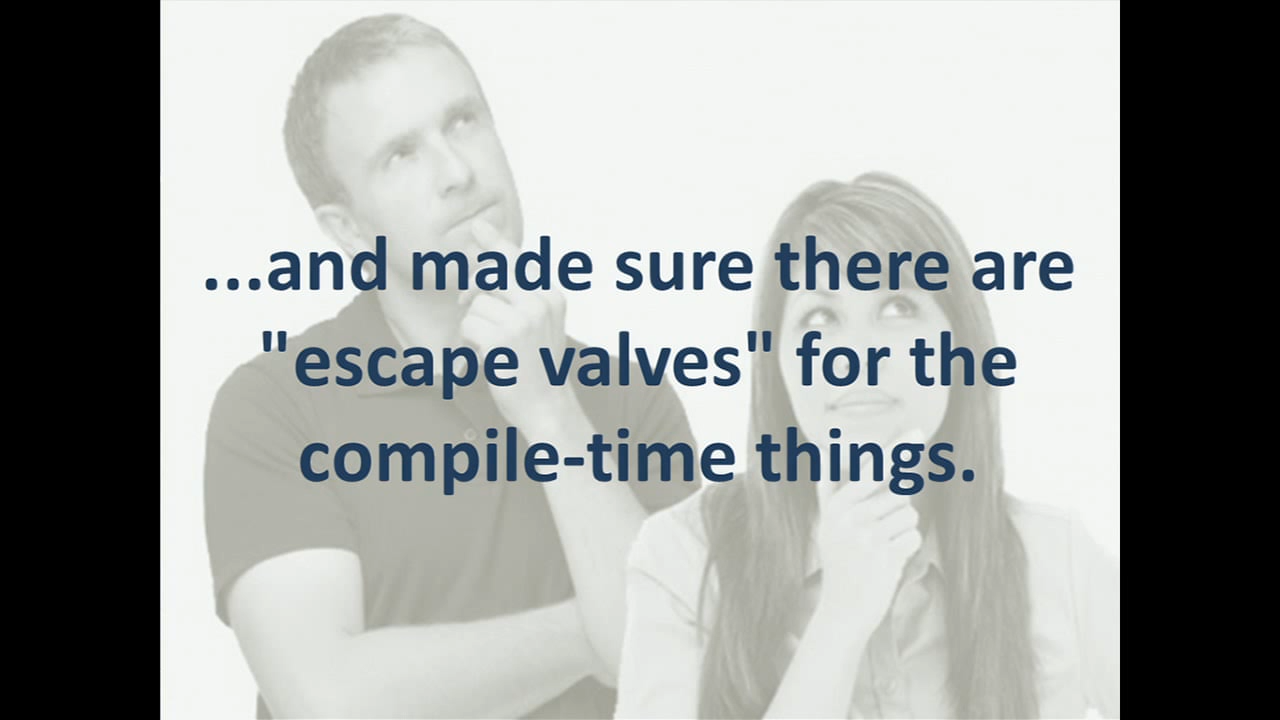 ...and made sure there are
"escape valves" for the
compile-time things.